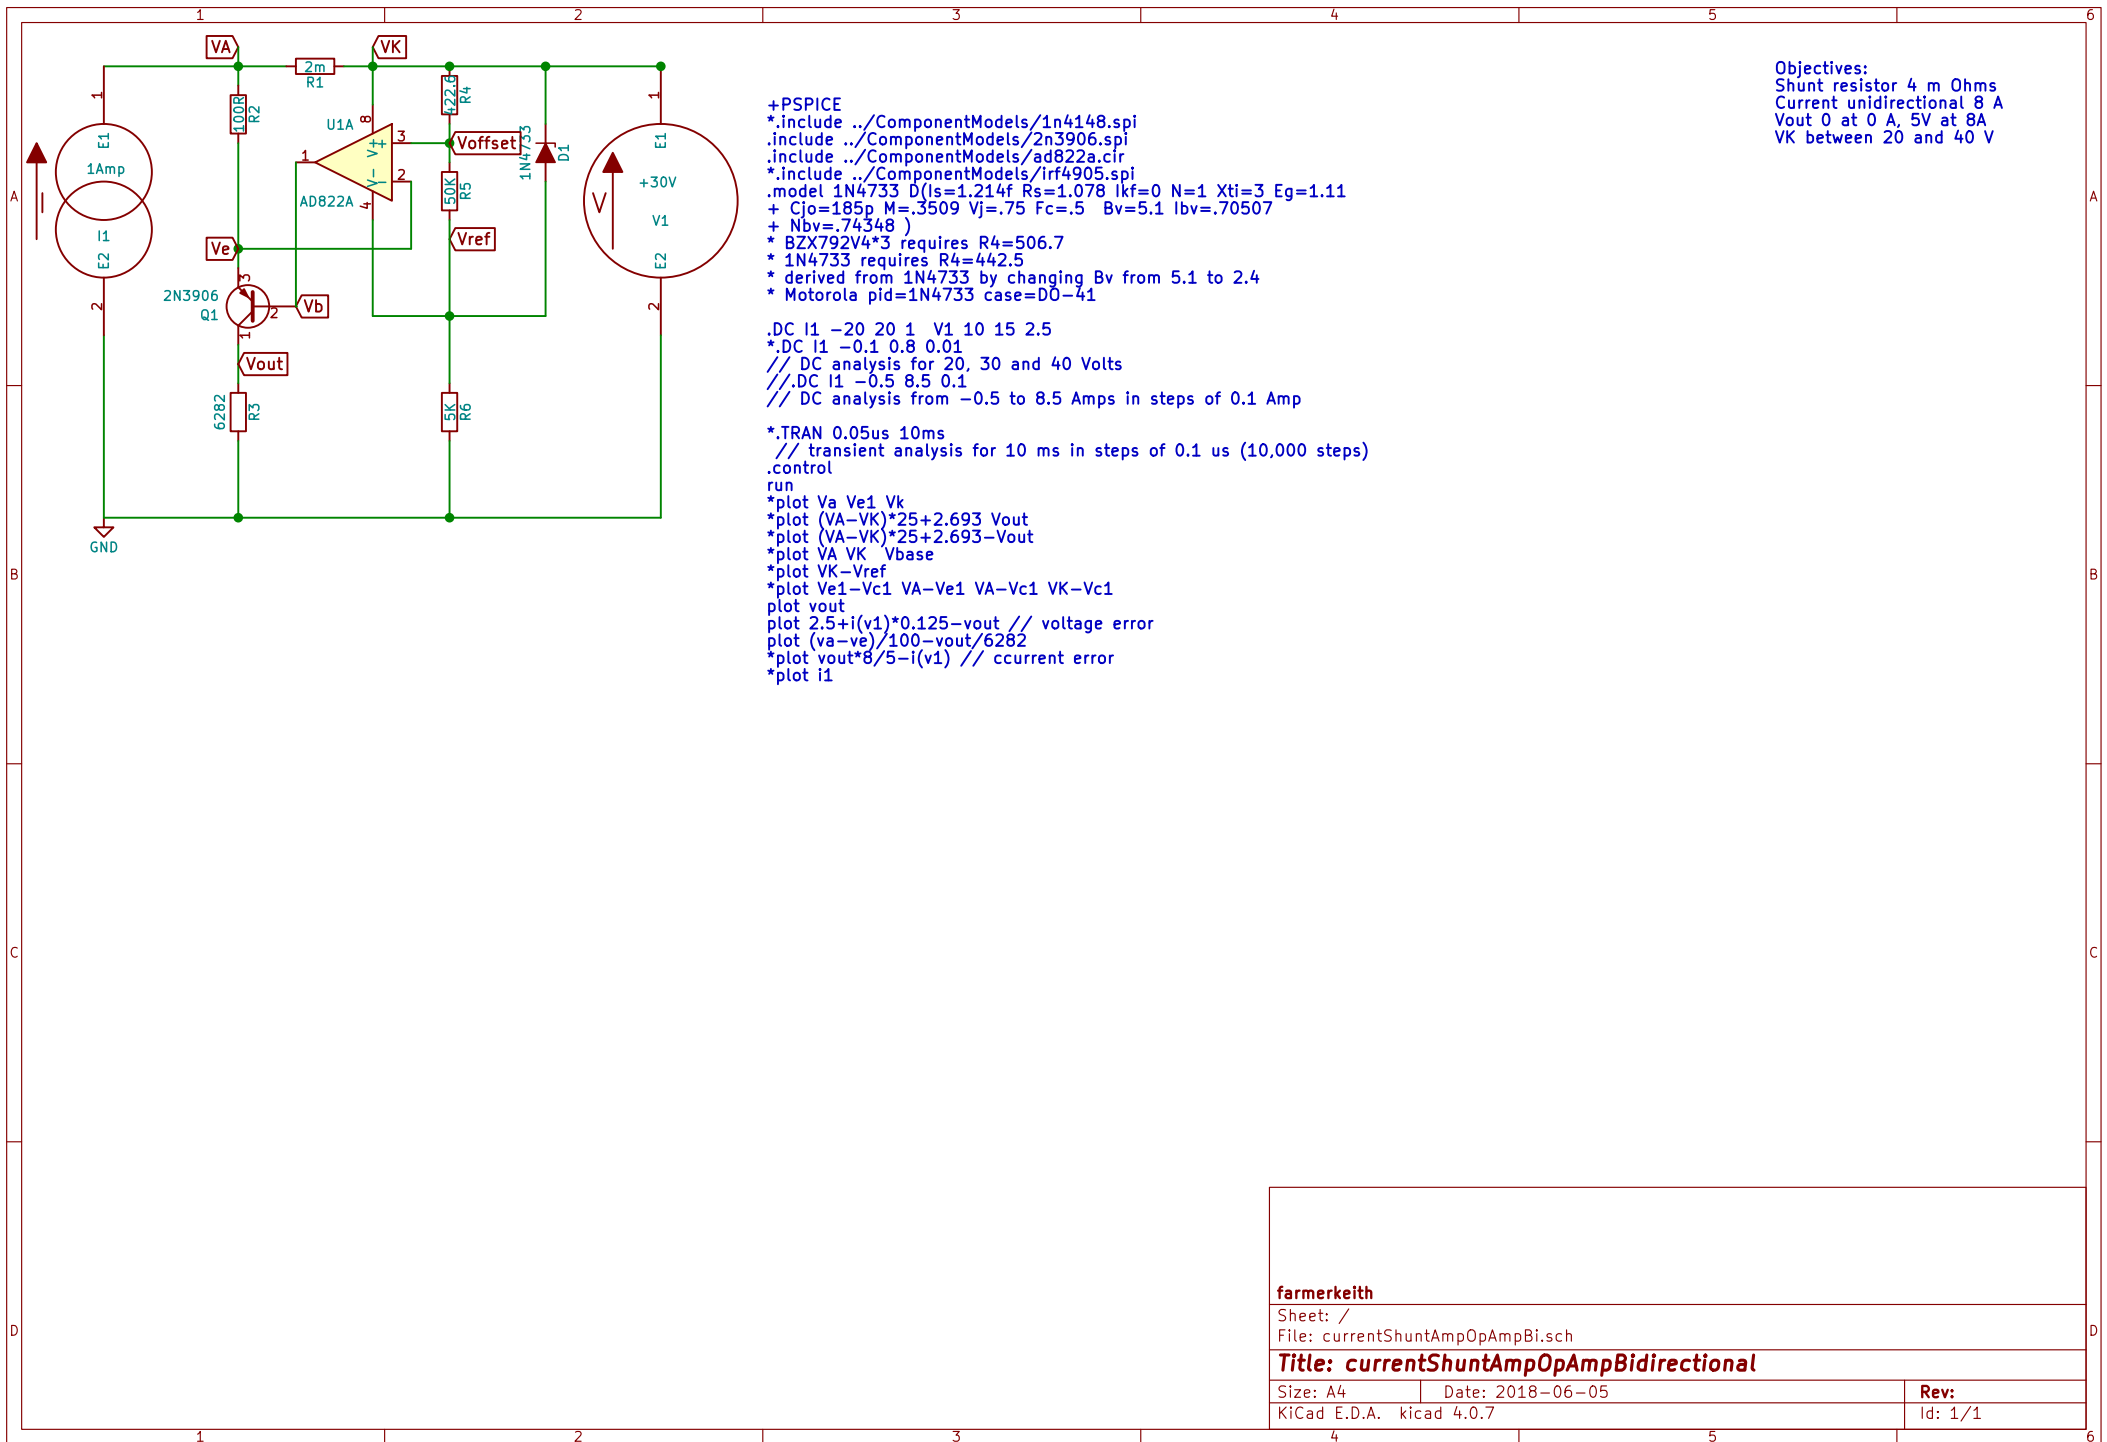 1 2 3 4 5 6
VA
VK
2m
R1
1
100R
R2
U1A
8
3
422.6
R4
Voffset
1N4733
D1
1
E1
1Amp
I1
E2
2
1
V+
+
V-
-
2
4
AD822A
50K
R5
Vref
E1
+30V
V
V1
E2
2
I
Ve
3
2N3906
Q1
2
Vb
1
Vout
6282
R3
5K
R6
GND
+PSPICE
*.include ../ComponentModels/1n4148.spi
.include ../ComponentModels/2n3906.spi
.include ../ComponentModels/ad822a.cir
*.include ../ComponentModels/irf4905.spi
.model 1N4733 D(Is=1.214f Rs=1.078 Ikf=0 N=1 Xti=3 Eg=1.11
+ Cjo=185p M=.3509 Vj=.75 Fc=.5  Bv=5.1 Ibv=.70507
+ Nbv=.74348 )
* BZX792V4*3 requires R4=506.7
* 1N4733 requires R4=442.5
* derived from 1N4733 by changing Bv from 5.1 to 2.4
* Motorola pid=1N4733 case=DO-41
.DC I1 -20 20 1  V1 10 15 2.5
*.DC I1 -0.1 0.8 0.01
// DC analysis for 20, 30 and 40 Volts
//.DC I1 -0.5 8.5 0.1
// DC analysis from -0.5 to 8.5 Amps in steps of 0.1 Amp
*.TRAN 0.05us 10ms
// transient analysis for 10 ms in steps of 0.1 us (10,000 steps)
.control
run
*plot Va Ve1 Vk
*plot (VA-VK)*25+2.693 Vout
*plot (VA-VK)*25+2.693-Vout
*plot VA VK  Vbase
*plot VK-Vref
*plot Ve1-Vc1 VA-Ve1 VA-Vc1 VK-Vc1
plot vout
plot 2.5+i(v1)*0.125-vout // voltage error
plot (va-ve)/100-vout/6282
*plot vout*8/5-i(v1) // ccurrent error
*plot i1
Objectives:
Shunt resistor 4 m Ohms
Current unidirectional 8 A
Vout 0 at 0 A, 5V at 8A
VK between 20 and 40 V
A A
B B
C C
D D
farmerkeith
Sheet: /
File: currentShuntAmpOpAmpBi.sch
Title: currentShuntAmpOpAmpBidirectional
Size: A4 Date: 2018-06-05 Rev:
KiCad E.D.A.  kicad 4.0.7 Id: 1/1
1 2 3 4 5 6